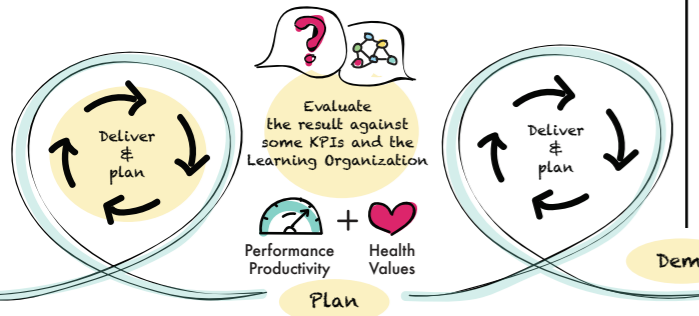 Deliver
&
plan
?
Evaluate
the result against
some KPIs and the
Learning Organization
+
Performance
Productivity
Health
Values
Plan
Deliver
&
plan
Dem